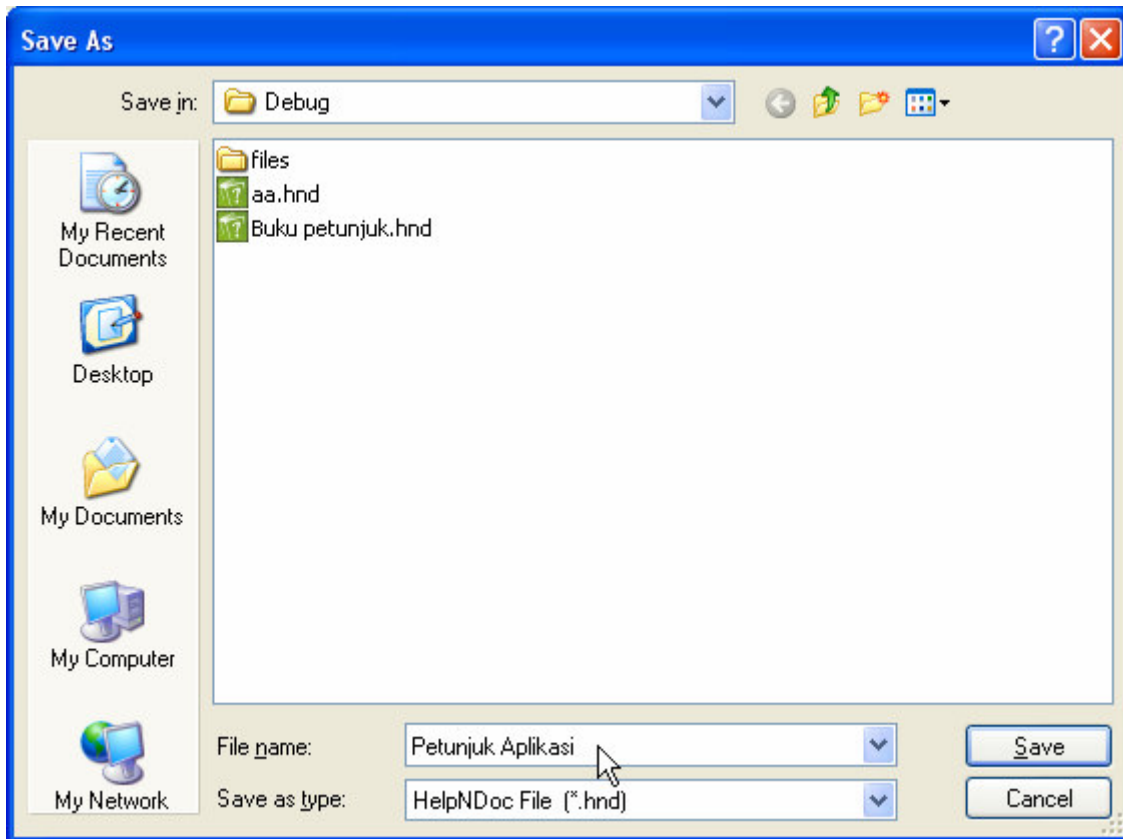 Save As
Save in:
Debug
files
aa.hnd
Buku petunjuk.hnd
My Recent
Documents
Desktop
My Documents
My Computer
My Network
File name:
Petunjuk Aplikasi
Save
Save as type:
HelpNDoc File (*.hnd)
Cancel